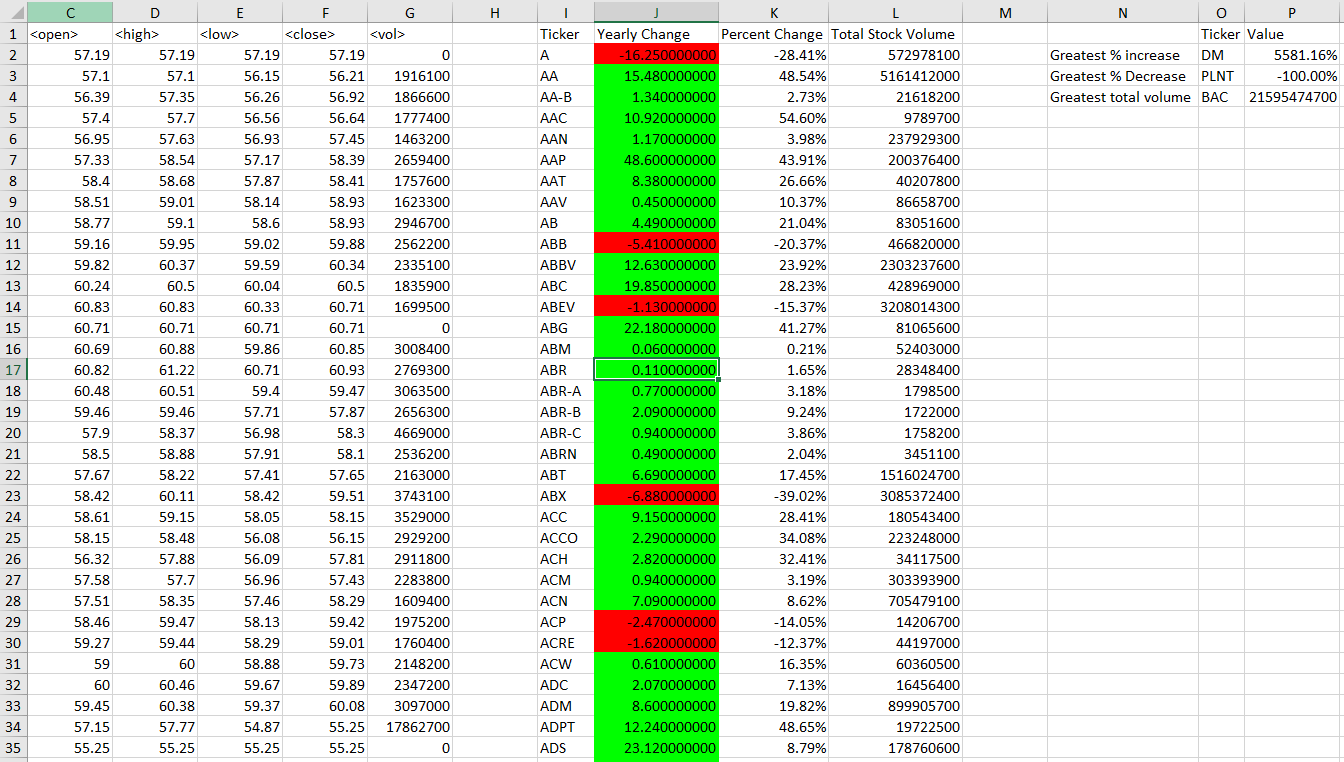 C D E F G H I J K L M N O P
1 <open> <high> <low> <close> <vol> Ticker Yearly Change Percent Change Total Stock Volume Ticker Value
2 57.19 57.19 57.19 57.19 0 A -16.250000000 -28.41% 572978100 Greatest % increase DM 5581.16%
3 57.1 57.1 56.15 56.21 1916100 AA 15.480000000 48.54% 5161412000 Greatest % Decrease PLNT -100.00%
4 56.39 57.35 56.26 56.92 1866600 AA-B 1.340000000 2.73% 21618200 Greatest total volume BAC 21595474700
5 57.4 57.7 56.56 56.64 1777400 AAC 10.920000000 54.60% 9789700
6 56.95 57.63 56.93 57.45 1463200 AAN 1.170000000 3.98% 237929300
7 57.33 58.54 57.17 58.39 2659400 AAP 48.600000000 43.91% 200376400
8 58.4 58.68 57.87 58.41 1757600 AAT 8.380000000 26.66% 40207800
9 58.51 59.01 58.14 58.93 1623300 AAV 0.450000000 10.37% 86658700
10 58.77 59.1 58.6 58.93 2946700 AB 4.490000000 21.04% 83051600
11 59.16 59.95 59.02 59.88 2562200 ABB -5.410000000 -20.37% 466820000
12 59.82 60.37 59.59 60.34 2335100 ABBV 12.630000000 23.92% 2303237600
13 60.24 60.5 60.04 60.5 1835900 ABC 19.850000000 28.23% 428969000
14 60.83 60.83 60.33 60.71 1699500 ABEV -1.130000000 -15.37% 3208014300
15 60.71 60.71 60.71 60.71 0 ABG 22.180000000 41.27% 81065600
16 60.69 60.88 59.86 60.85 3008400 ABM 0.060000000 0.21% 52403000
17 60.82 61.22 60.71 60.93 2769300 ABR 0.110000000 1.65% 28348400
18 60.48 60.51 59.4 59.47 3063500 ABR-A 0.770000000 3.18% 1798500
19 59.46 59.46 57.71 57.87 2656300 ABR-B 2.090000000 9.24% 1722000
20 57.9 58.37 56.98 58.3 4669000 ABR-C 0.940000000 3.86% 1758200
21 58.5 58.88 57.91 58.1 2536200 ABRN 0.490000000 2.04% 3451100
22 57.67 58.22 57.41 57.65 2163000 ABT 6.690000000 17.45% 1516024700
23 58.42 60.11 58.42 59.51 3743100 ABX -6.880000000 -39.02% 3085372400
24 58.61 59.15 58.05 58.15 3529000 ACC 9.150000000 28.41% 180543400
25 58.15 58.48 56.08 56.15 2929200 ACCO 2.290000000 34.08% 223248000
26 56.32 57.88 56.09 57.81 2911800 ACH 2.820000000 32.41% 34117500
27 57.58 57.7 56.96 57.43 2283800 ACM 0.940000000 3.19% 303393900
28 57.51 58.35 57.46 58.29 1609400 ACN 7.090000000 8.62% 705479100
29 58.46 59.47 58.13 59.42 1975200 ACP -2.470000000 -14.05% 14206700
30 59.27 59.44 58.29 59.01 1760400 ACRE -1.620000000 -12.37% 44197000
31 59 60 58.88 59.73 2148200 ACW 0.610000000 16.35% 60360500
32 60 60.46 59.67 59.89 2347200 ADC 2.070000000 7.13% 16456400
33 59.45 60.38 59.37 60.08 3097000 ADM 8.600000000 19.82% 899905700
34 57.15 57.77 54.87 55.25 17862700 ADPT 12.240000000 48.65% 19722500
35 55.25 55.25 55.25 55.25 0 ADS 23.120000000 8.79% 178760600